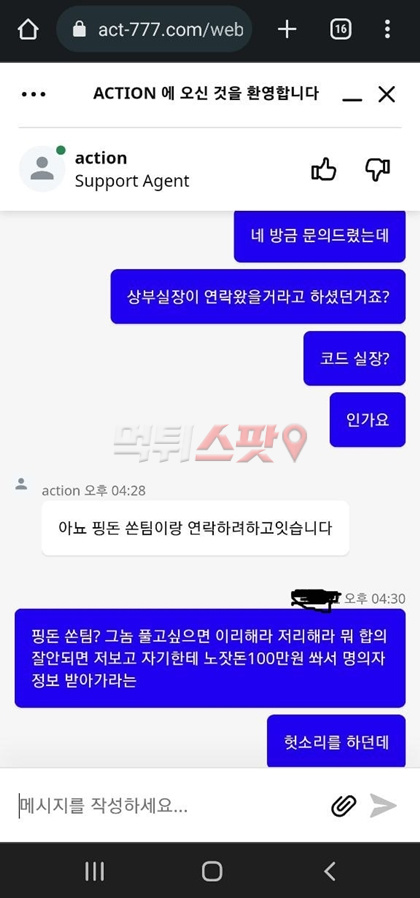 act-777.com/web
16
ACTION 에 오신 것을 환영합니다
action
Support Agent
네 방금 문의드렸는데
상부실장이 연락왔을거라고 하셨던거죠?
코드 실장?
인가요
먹튀스팟
action 오후 04:28
아뇨 핑돈 쏜팀이랑 연락하려하고잇습니다
오후 04:30
핑돈 쏜팀? 그놈 풀고싶으면 이리해라 저리해라 뭐 합의
잘안되면 저보고 자기한테 노잣돈100만원 쏴서 명의자
정보 받아가라는
헛소리를 하던데
메시지를 작성하세요...